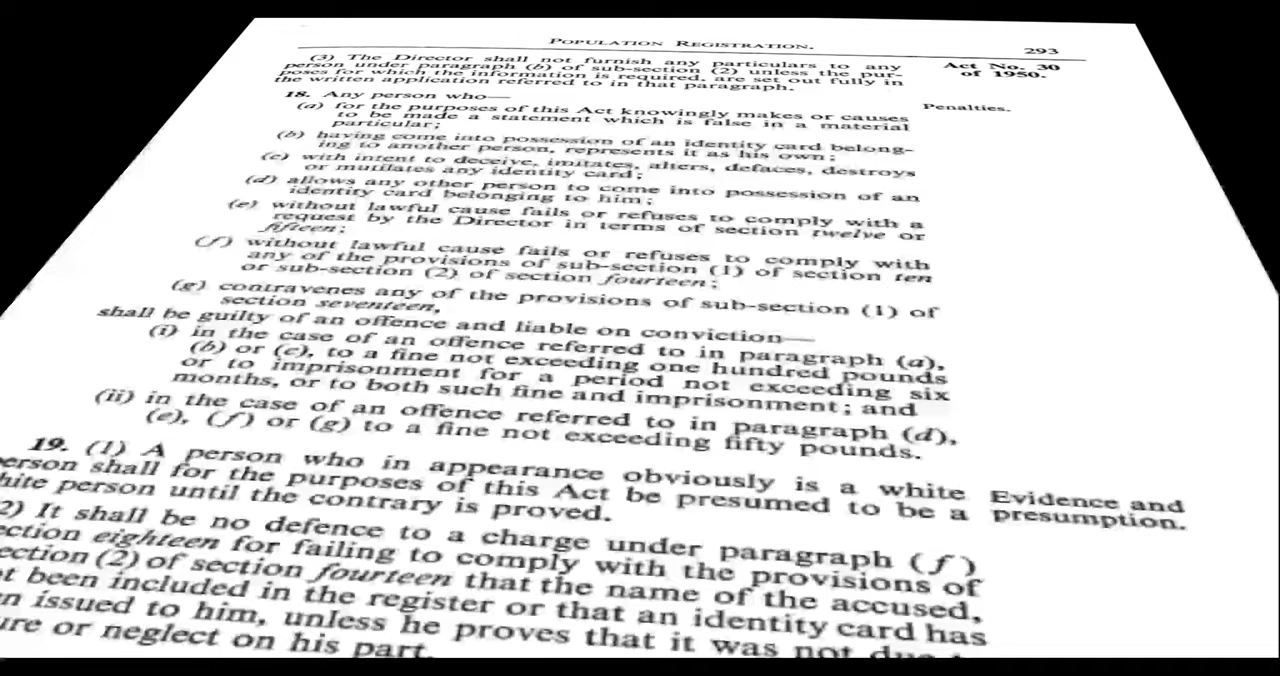 POPULATION REGISTRATION.
293
(3) The Director shall not furnish any particulars to any
person under paragraph (b) of sub-section (2) unless the pur-
poses for which the information is required, are set out fully in
the written application referred to in that paragraph.
Act No. 30
of 1950.
18. Any person who—
Penalties.
(a) for the purposes of this Act knowingly makes or causes
to be made a statement which is false in a material
particular;
(b) having come into possession of an identity card belong-
ing to another person, represents it as his own;
(c) with intent to deceive, imitates, alters, defaces, destroys
or mutilates any identity card;
(d) allows any other person to come into possession of an
identity card belonging to him;
(e) without lawful cause fails or refuses to comply with a
request by the Director in terms of section twelve or
fifteen;
(f) without lawful cause fails or refuses to comply with
any of the provisions of sub-section (1) of section ten
or sub-section (2) of section fourteen;
(g) contravenes any of the provisions of sub-section (1) of
section seventeen,
shall be guilty of an offence and liable on conviction—
(i) in the case of an offence referred to in paragraph (a),
(b) or (c), to a fine not exceeding one hundred pounds
or to imprisonment for a period not exceeding six
months, or to both such fine and imprisonment; and
(ii) in the case of an offence referred to in paragraph (d),
(e), (f) or (g) to a fine not exceeding fifty pounds.
19. (1) A person who in appearance obviously is a white
person shall for the purposes of this Act be presumed to be a
hite person until the contrary is proved.
Evidence and
presumption.
2) It shall be no defence to a charge under paragraph (f)
ection eighteen for failing to comply with the provisions of
ection (2) of section fourteen that the name of the accused,
ot been included in the register or that an identity card has
en issued to him, unless he proves that it was not due
ure or neglect on his part.